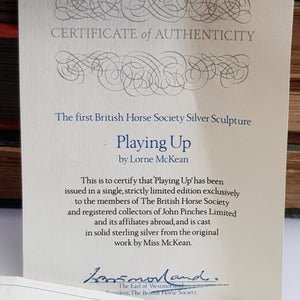 CERTIFICATE of AUTHENTICITY
The first British Horse Society Silver Sculpture
Playing Up
by Lorne McKean
This is to certify that 'Playing Up' has been
issued in a single, strictly limited edition exclusively
to the members of The British Horse Society
and registered collectors of John Pinches Limited
and its affiliates abroad, and is cast
in solid sterling silver from the original
work by Miss McKean.
Westmorland.
The Earl of Westmorland
President, The British Horse Society